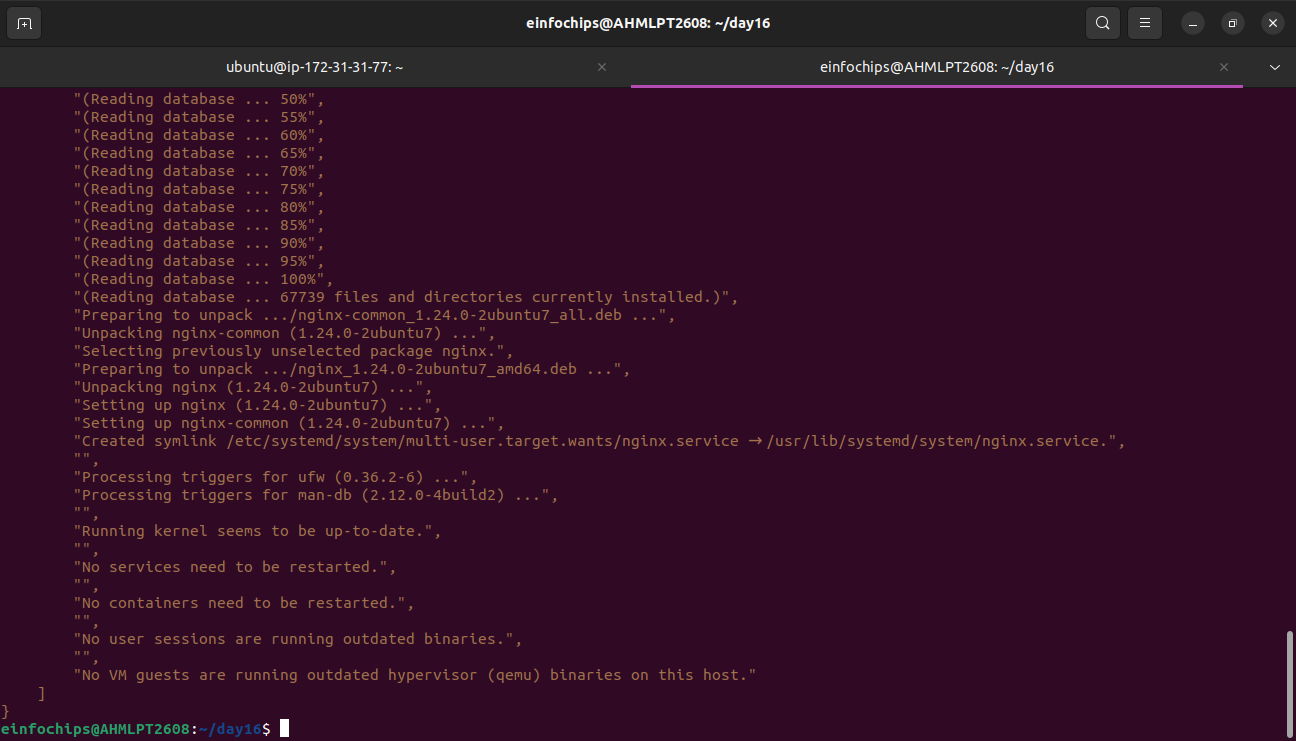 einfochips@AHMLPT2608: ~/day16
ubuntu@ip-172-31-31-77: ~
einfochips@AHMLPT2608: ~/day16
"(Reading database ... 50%",
"(Reading database ... 55%",
"(Reading database ... 60%",
"(Reading database ... 65%",
"(Reading database ... 70%",
"(Reading database ... 75%",
"(Reading database ... 80%",
"(Reading database ... 85%",
"(Reading database ... 90%",
"(Reading database ... 95%",
"(Reading database ... 100%",
"(Reading database ... 67739 files and directories currently installed.)",
"Preparing to unpack .../nginx-common_1.24.0-2ubuntu7_all.deb ...",
"Unpacking nginx-common (1.24.0-2ubuntu7) ...",
"Selecting previously unselected package nginx.",
"Preparing to unpack .../nginx_1.24.0-2ubuntu7_amd64.deb ...",
"Unpacking nginx (1.24.0-2ubuntu7) ...",
"Setting up nginx (1.24.0-2ubuntu7) ...",
"Setting up nginx-common (1.24.0-2ubuntu7) ...",
"Created symlink /etc/systemd/system/multi-user.target.wants/nginx.service → /usr/lib/systemd/system/nginx.service.",
"",
"Processing triggers for ufw (0.36.2-6) ...",
"Processing triggers for man-db (2.12.0-4build2) ...",
"",
"Running kernel seems to be up-to-date.",
"",
"No services need to be restarted.",
"",
"No containers need to be restarted.",
"",
"No user sessions are running outdated binaries.",
"",
"No VM guests are running outdated hypervisor (qemu) binaries on this host."
]
}
einfochips@AHMLPT2608:~/day16$